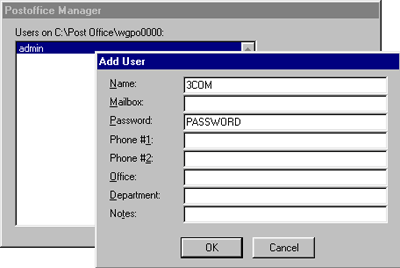 Postoffice Manager
Users on C:\Post Office\wgpo0000:
admin
Add User
Name: 3COM
Mailbox:
Password: PASSWORD
Phone #1:
Phone #2:
Office:
Department:
Notes:
OK Cancel